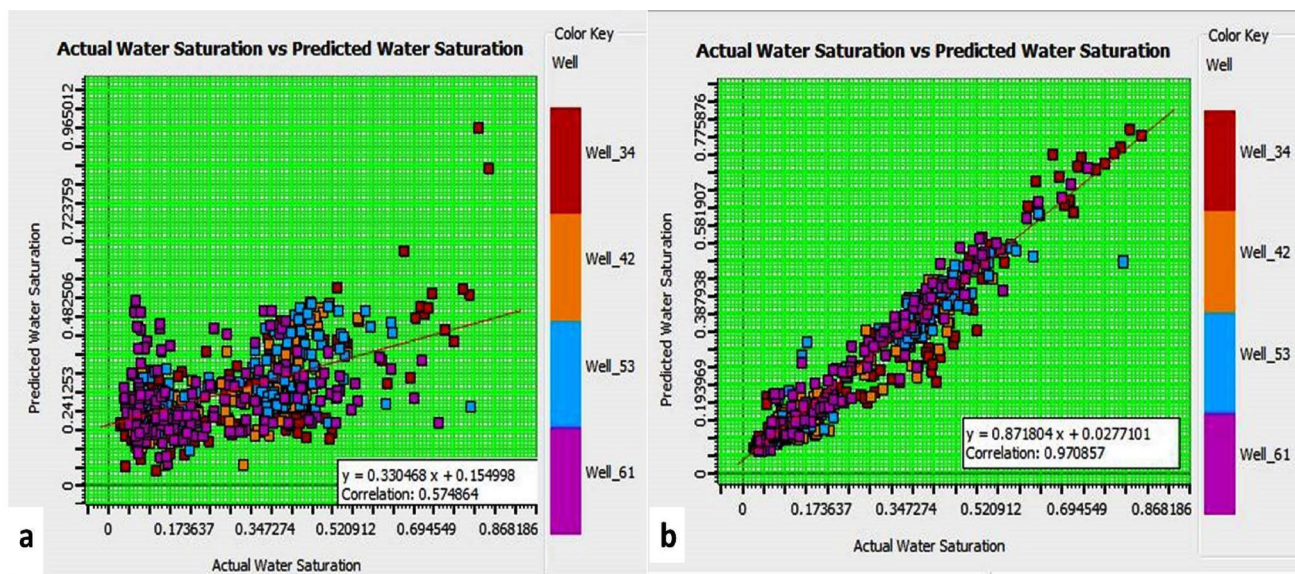 Actual Water Saturation vs Predicted Water Saturation
Color Key
Well
Predicted Water Saturation
0.965012
0.723759
0.482506
0.241253
0
Well_34
Well_42
Well_53
Well_61
y = 0.330468 x + 0.154998
Correlation: 0.574864
0
0.173637
0.347274
0.520912
0.694549
0.868186
Actual Water Saturation
a
Actual Water Saturation vs Predicted Water Saturation
Color Key
Well
Predicted Water Saturation
0.775876
0.581907
0.387938
0.193969
0
Well_34
Well_42
Well_53
Well_61
y = 0.871804 x + 0.0277101
Correlation: 0.970857
0
0.173637
0.347274
0.520912
0.694549
0.868186
Actual Water Saturation
b